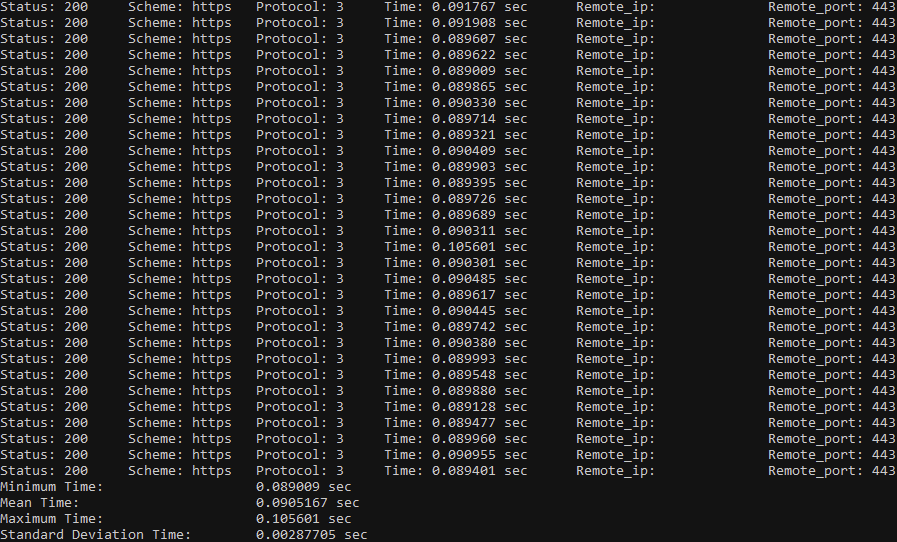 Status: 200 Scheme: https Protocol: 3 Time: 0.091767 sec Remote_ip: Remote_port: 443
Status: 200 Scheme: https Protocol: 3 Time: 0.091908 sec Remote_ip: Remote_port: 443
Status: 200 Scheme: https Protocol: 3 Time: 0.089607 sec Remote_ip: Remote_port: 443
Status: 200 Scheme: https Protocol: 3 Time: 0.089622 sec Remote_ip: Remote_port: 443
Status: 200 Scheme: https Protocol: 3 Time: 0.089009 sec Remote_ip: Remote_port: 443
Status: 200 Scheme: https Protocol: 3 Time: 0.089865 sec Remote_ip: Remote_port: 443
Status: 200 Scheme: https Protocol: 3 Time: 0.090330 sec Remote_ip: Remote_port: 443
Status: 200 Scheme: https Protocol: 3 Time: 0.089714 sec Remote_ip: Remote_port: 443
Status: 200 Scheme: https Protocol: 3 Time: 0.089321 sec Remote_ip: Remote_port: 443
Status: 200 Scheme: https Protocol: 3 Time: 0.090409 sec Remote_ip: Remote_port: 443
Status: 200 Scheme: https Protocol: 3 Time: 0.089903 sec Remote_ip: Remote_port: 443
Status: 200 Scheme: https Protocol: 3 Time: 0.089395 sec Remote_ip: Remote_port: 443
Status: 200 Scheme: https Protocol: 3 Time: 0.089726 sec Remote_ip: Remote_port: 443
Status: 200 Scheme: https Protocol: 3 Time: 0.089689 sec Remote_ip: Remote_port: 443
Status: 200 Scheme: https Protocol: 3 Time: 0.090311 sec Remote_ip: Remote_port: 443
Status: 200 Scheme: https Protocol: 3 Time: 0.105601 sec Remote_ip: Remote_port: 443
Status: 200 Scheme: https Protocol: 3 Time: 0.090301 sec Remote_ip: Remote_port: 443
Status: 200 Scheme: https Protocol: 3 Time: 0.090485 sec Remote_ip: Remote_port: 443
Status: 200 Scheme: https Protocol: 3 Time: 0.089617 sec Remote_ip: Remote_port: 443
Status: 200 Scheme: https Protocol: 3 Time: 0.090445 sec Remote_ip: Remote_port: 443
Status: 200 Scheme: https Protocol: 3 Time: 0.089742 sec Remote_ip: Remote_port: 443
Status: 200 Scheme: https Protocol: 3 Time: 0.090380 sec Remote_ip: Remote_port: 443
Status: 200 Scheme: https Protocol: 3 Time: 0.089993 sec Remote_ip: Remote_port: 443
Status: 200 Scheme: https Protocol: 3 Time: 0.089548 sec Remote_ip: Remote_port: 443
Status: 200 Scheme: https Protocol: 3 Time: 0.089880 sec Remote_ip: Remote_port: 443
Status: 200 Scheme: https Protocol: 3 Time: 0.089128 sec Remote_ip: Remote_port: 443
Status: 200 Scheme: https Protocol: 3 Time: 0.089477 sec Remote_ip: Remote_port: 443
Status: 200 Scheme: https Protocol: 3 Time: 0.089960 sec Remote_ip: Remote_port: 443
Status: 200 Scheme: https Protocol: 3 Time: 0.090955 sec Remote_ip: Remote_port: 443
Status: 200 Scheme: https Protocol: 3 Time: 0.089401 sec Remote_ip: Remote_port: 443
Minimum Time: 0.089009 sec
Mean Time: 0.0905167 sec
Maximum Time: 0.105601 sec
Standard Deviation Time: 0.00287705 sec